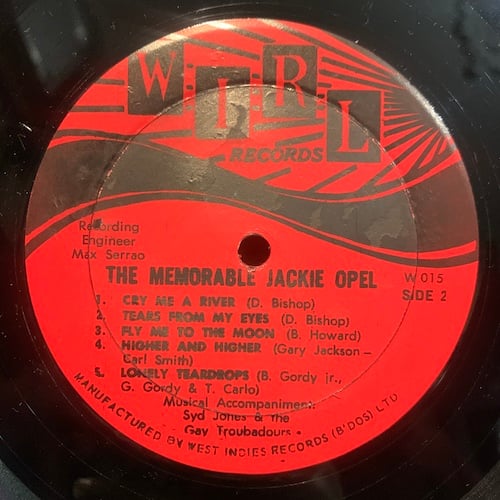 WIRL
RECORDS
Recording
Engineer
Max Serrao
THE MEMORABLE JACKIE OPEL
W 015
SIDE 2
1. CRY ME A RIVER (D. Bishop)
2. TEARS FROM MY EYES (D. Bishop)
3. FLY ME TO THE MOON (B. Howard)
4. HIGHER AND HIGHER (Gary Jackson –
Carl Smith)
5. LONELY TEARDROPS (B. Gordy jr.,
G. Gordy & T. Carlo)
Musical Accompaniment:
Syd Jones & the
Gay Troubadours -
MANUFACTURED BY WEST INDIES RECORDS (B'DOS) LTD